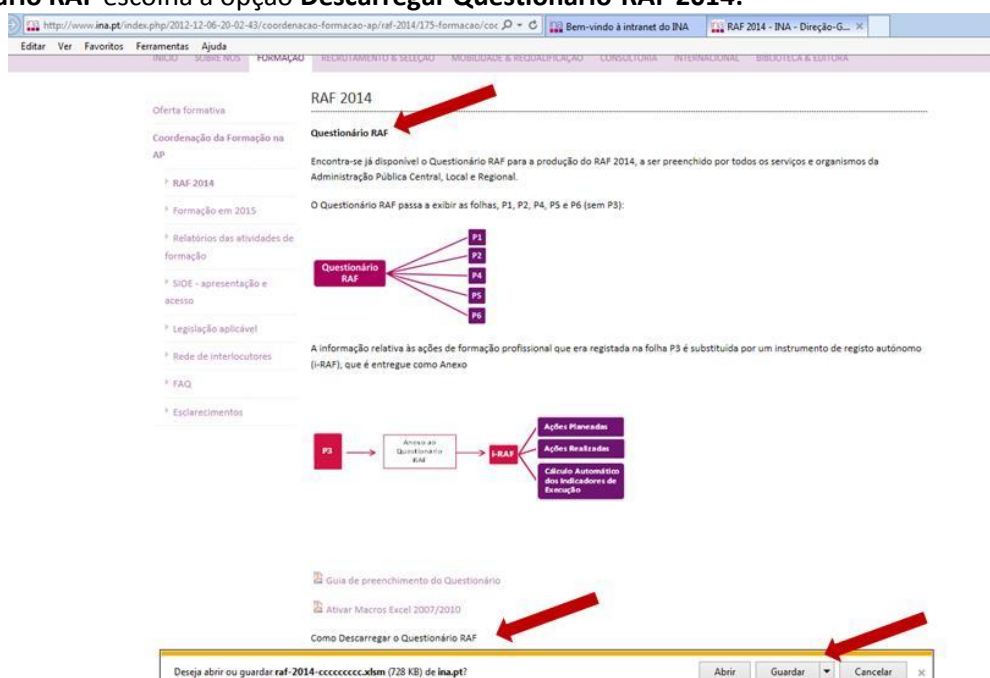 ário RAF escolha a opção Descarregar Questionário RAF 2014:
http://www.ina.pt/index.php/2012-12-06-20-02-43/coordenacao-formacao-ap/raf-2014/175-formacao/coc
Bem-vindo à intranet do INA
RAF 2014 - INA - Direção-G...
Editar Ver Favoritos Ferramentas Ajuda
INÍCIO SOBRE NÓS FORMAÇÃO RECRUTAMENTO & SELEÇÃO MOBILIDADE & REQUALIFICAÇÃO CONSULTORIA INTERNACIONAL BIBLIOTECA & EDITORA
Oferta formativa
Coordenação da Formação na
AP
RAF 2014
Formação em 2015
Relatórios das atividades de
formação
SIOE - apresentação e
acesso
Legislação aplicável
Rede de interlocutores
FAQ
Esclarecimentos
RAF 2014
Questionário RAF
Encontra-se já disponível o Questionário RAF para a produção do RAF 2014, a ser preenchido por todos os serviços e organismos da
Administração Pública Central, Local e Regional.
O Questionário RAF passa a exibir as folhas, P1, P2, P4, P5 e P6 (sem P3):
Questionário
RAF
P1
P2
P4
P5
P6
A informação relativa às ações de formação profissional que era registada na folha P3 é substituída por um instrumento de registo autónomo
(i-RAF), que é entregue como Anexo
P3
Anexo ao
Questionário
RAF
i-RAF
Ações Planeadas
Ações Realizadas
Cálculo Automático
dos Indicadores de
Execução
Guia de preenchimento do Questionário
Ativar Macros Excel 2007/2010
Como Descarregar o Questionário RAF
Deseja abrir ou guardar raf-2014-ccccccccc.xlsm (728 KB) de ina.pt?
Abrir
Guardar
Cancelar